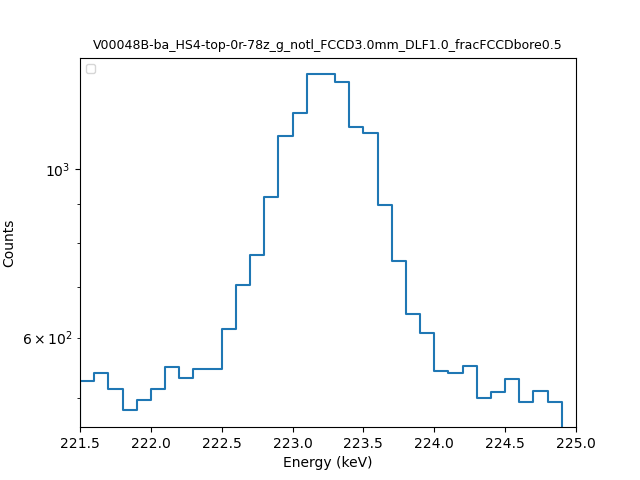 V00048B-ba_HS4-top-0r-78z_g_notl_FCCD3.0mm_DLF1.0_fracFCCDbore0.5
10³
6 × 10²
Counts
221.5 222.0 222.5 223.0 223.5 224.0 224.5 225.0
Energy (keV)